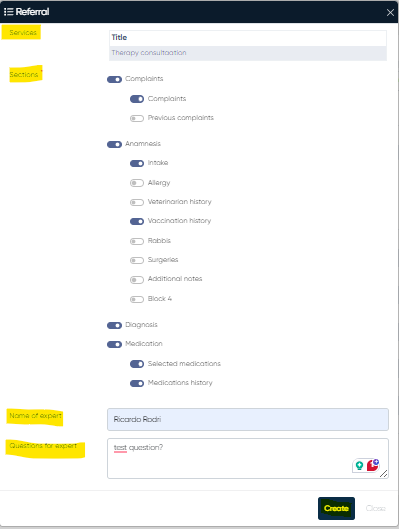 Referral
Services
Title
Therapy consultaotion
Sections *
Complaints
Complaints
Previous complaints
Anamnesis
Intake
Allergy
Veterinarian history
Vaccination history
Rabbis
Surgeries
Additional notes
Block 4
Diagnosis
Medication
Selected medications
Medications history
Name of expert
Ricardo Rodri
Questions for expert
test question?
Create Close